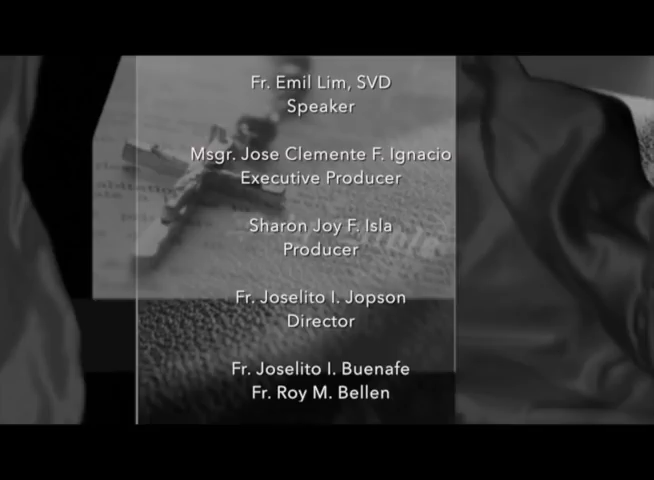 Fr. Emil Lim, SVD
Speaker
Msgr. Jose Clemente F. Ignacio
Executive Producer
Sharon Joy F. Isla
Producer
Fr. Joselito I. Jopson
Director
Fr. Joselito I. Buenafe
Fr. Roy M. Bellen